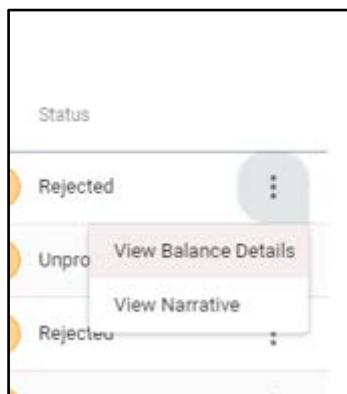 Status
Rejected
View Balance Details
Unpro
View Narrative
Rejected